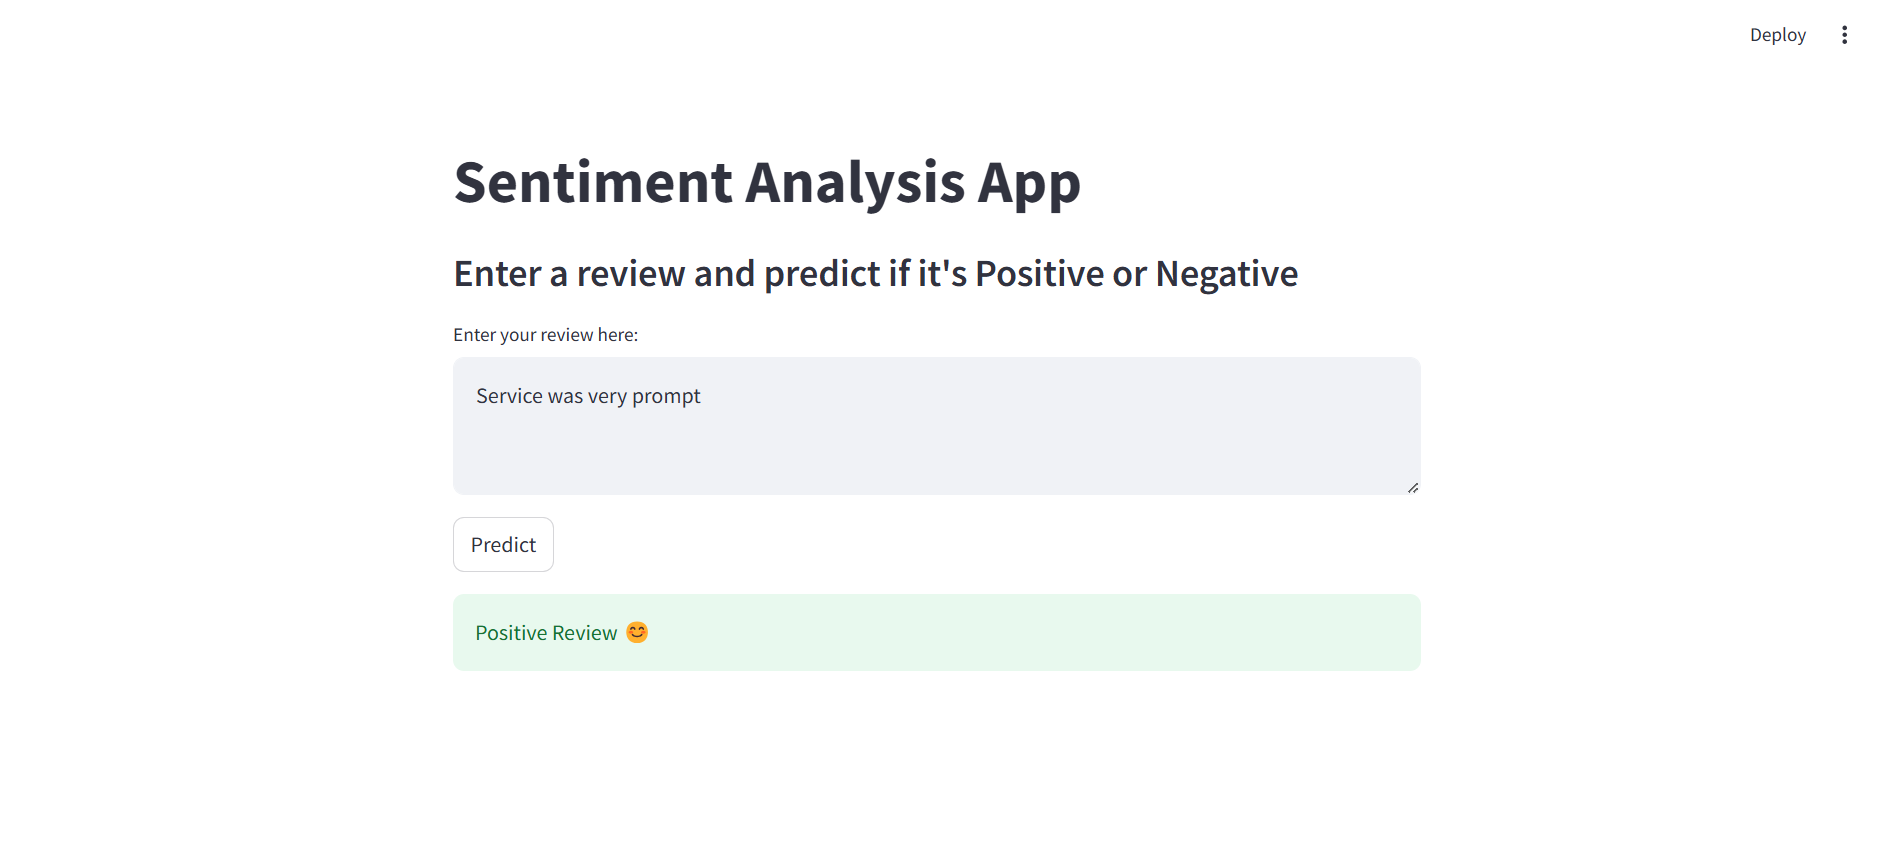 Deploy
Sentiment Analysis App
Enter a review and predict if it's Positive or Negative
Enter your review here:
Service was very prompt
Predict
Positive Review 😊